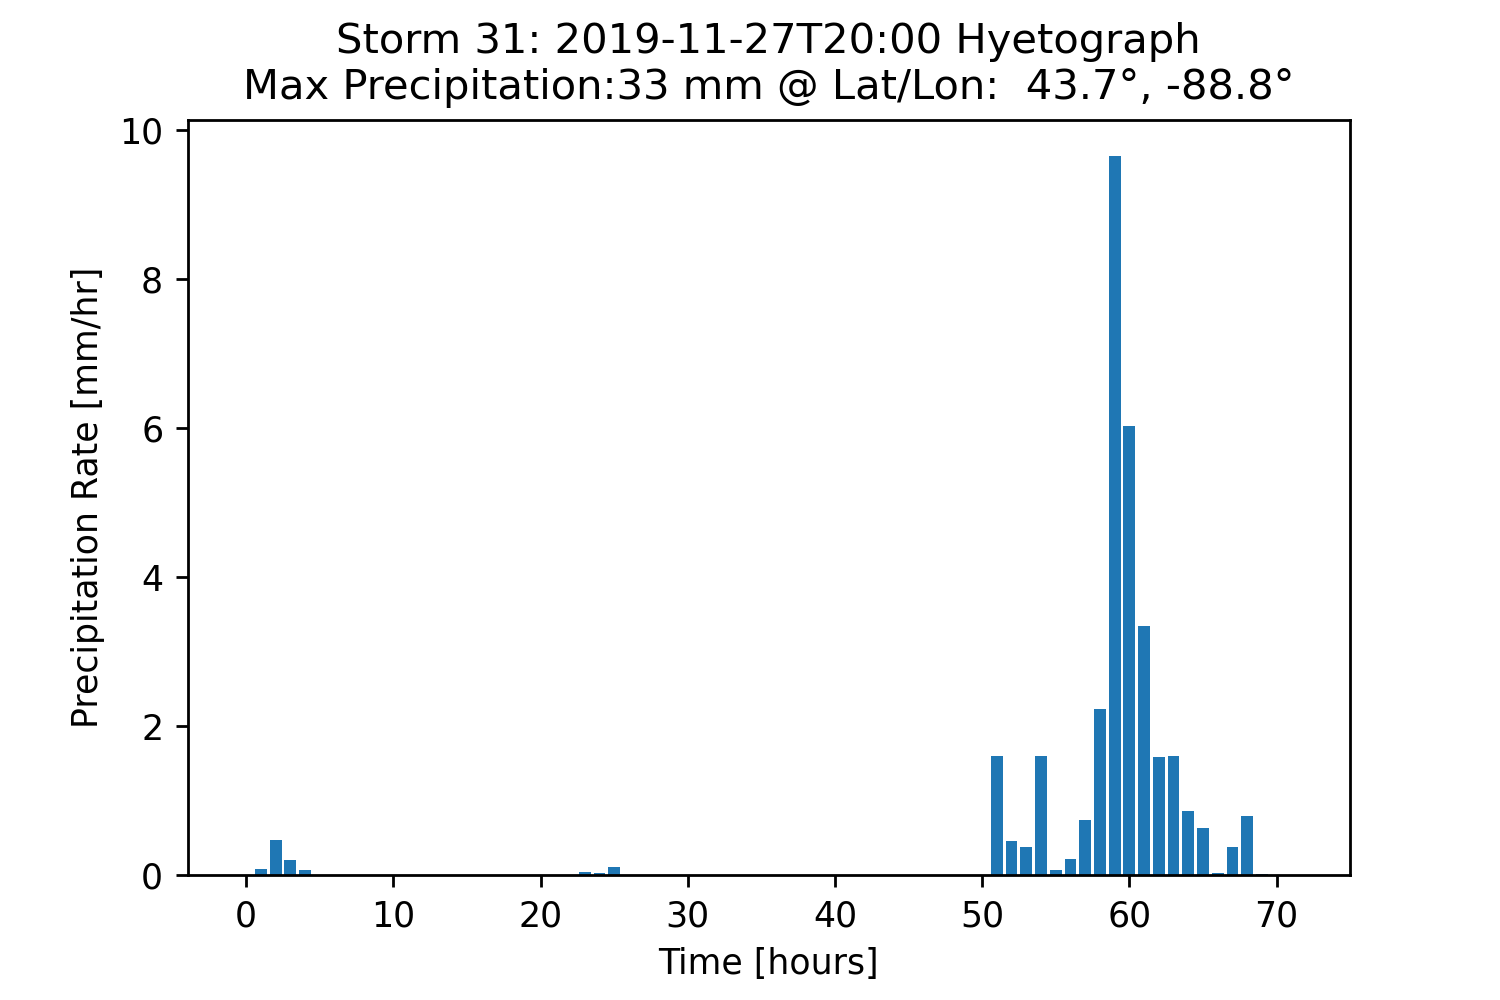 Storm 31: 2019-11-27T20:00 Hyetograph
Max Precipitation:33 mm @ Lat/Lon:  43.7°, -88.8°
10
8
6
4
2
0
Precipitation Rate [mm/hr]
0 10 20 30 40 50 60 70
Time [hours]